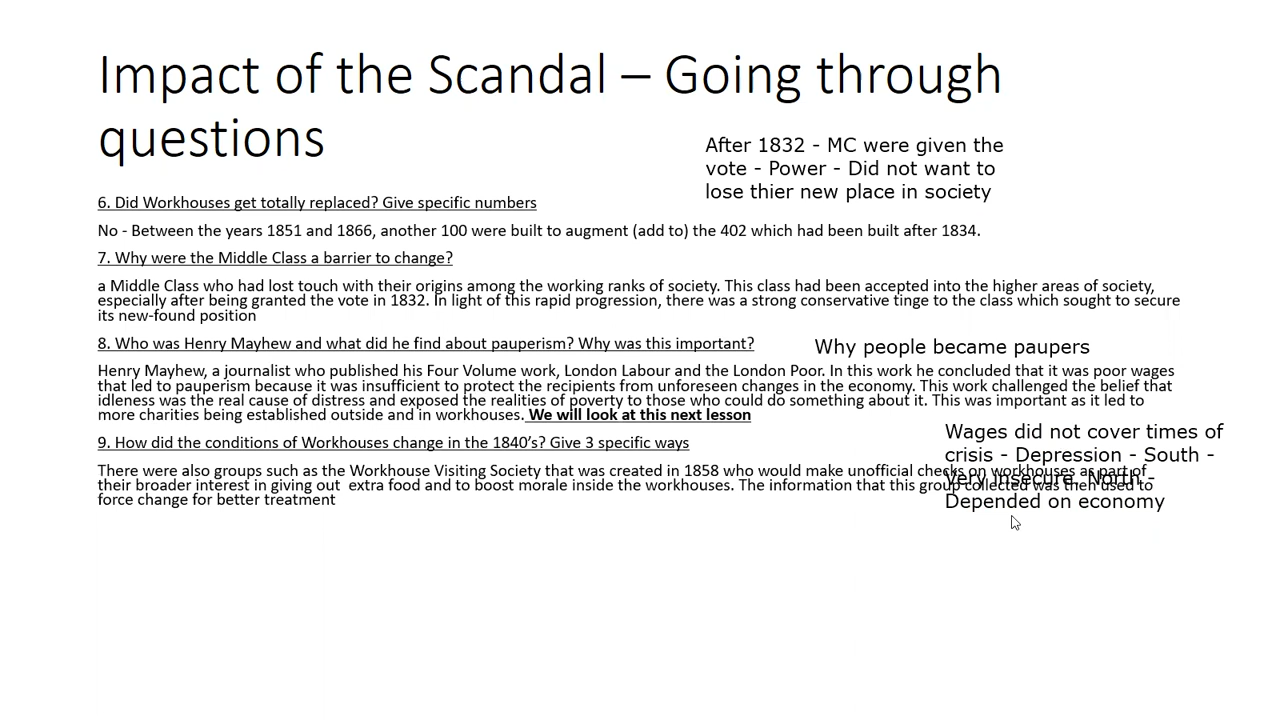 Impact of the Scandal – Going through
questions
After 1832 - MC were given the
vote - Power - Did not want to
lose thier new place in society
6. Did Workhouses get totally replaced? Give specific numbers
No - Between the years 1851 and 1866, another 100 were built to augment (add to) the 402 which had been built after 1834.
7. Why were the Middle Class a barrier to change?
a Middle Class who had lost touch with their origins among the working ranks of society. This class had been accepted into the higher areas of society,
especially after being granted the vote in 1832. In light of this rapid progression, there was a strong conservative tinge to the class which sought to secure
its new-found position
8. Who was Henry Mayhew and what did he find about pauperism? Why was this important?
Why people became paupers
Henry Mayhew, a journalist who published his Four Volume work, London Labour and the London Poor. In this work he concluded that it was poor wages
that led to pauperism because it was insufficient to protect the recipients from unforeseen changes in the economy. This work challenged the belief that
idleness was the real cause of distress and exposed the realities of poverty to those who could do something about it. This was important as it led to
more charities being established outside and in workhouses. We will look at this next lesson
9. How did the conditions of Workhouses change in the 1840's? Give 3 specific ways
There were also groups such as the Workhouse Visiting Society that was created in 1858 who would make unofficial checks on workhouses as part of
their broader interest in giving out extra food and to boost morale inside the workhouses. The information that this group collected was then used to
force change for better treatment
Wages did not cover times of
crisis - Depression - South -
Very insecure. North -
Depended on economy